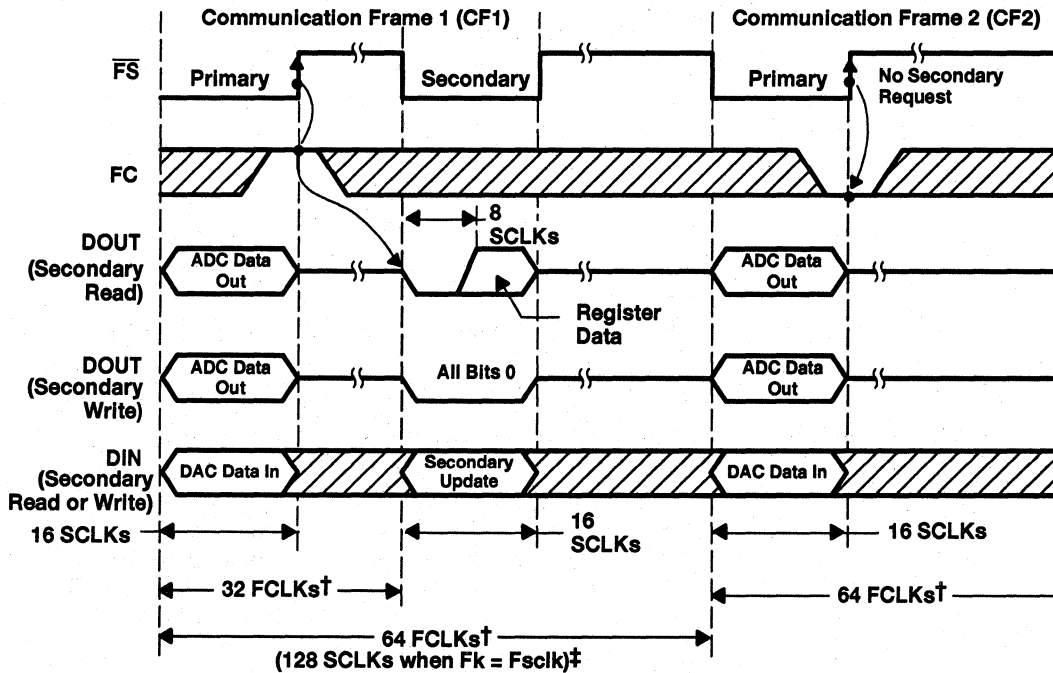 Communication Frame 1 (CF1)
Communication Frame 2 (CF2)
FS
Primary
Secondary
Primary
No Secondary
Request
FC
8
SCLKs
DOUT
(Secondary
Read)
ADC Data
Out
Register
Data
ADC Data
Out
DOUT
(Secondary
Write)
ADC Data
Out
All Bits 0
ADC Data
Out
DIN
(Secondary
Read or Write)
DAC Data In
Secondary
Update
DAC Data In
16 SCLKs
16
SCLKs
16 SCLKs
32 FCLKs†
64 FCLKs†
64 FCLKs†
(128 SCLKs when Fk = Fsclk)‡